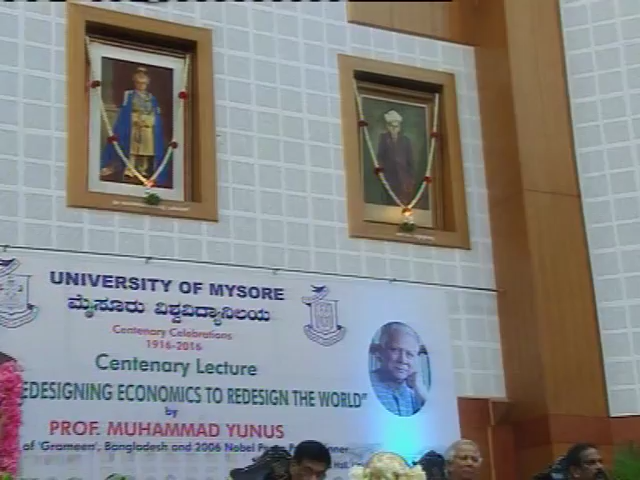 UNIVERSITY OF MYSORE
ಮೈಸೂರು ವಿಶ್ವವಿದ್ಯಾನಿಲಯ
Centenary Celebrations
1916-2016
Centenary Lecture
EDESIGNING ECONOMICS TO REDESIGN THE WORLD"
by
PROF. MUHAMMAD YUNUS
of 'Grameen', Bangladesh and 2006 Nobel